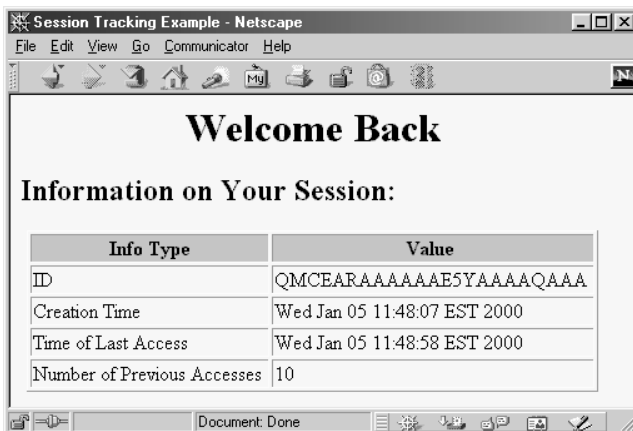 Session Tracking Example - Netscape
File Edit View Go Communicator Help
My
N
Welcome Back
Information on Your Session:
Info Type Value
ID QMCEARAAAAAAE5YAAAAQAAA
Creation Time Wed Jan 05 11:48:07 EST 2000
Time of Last Access Wed Jan 05 11:48:58 EST 2000
Number of Previous Accesses 10
Document: Done